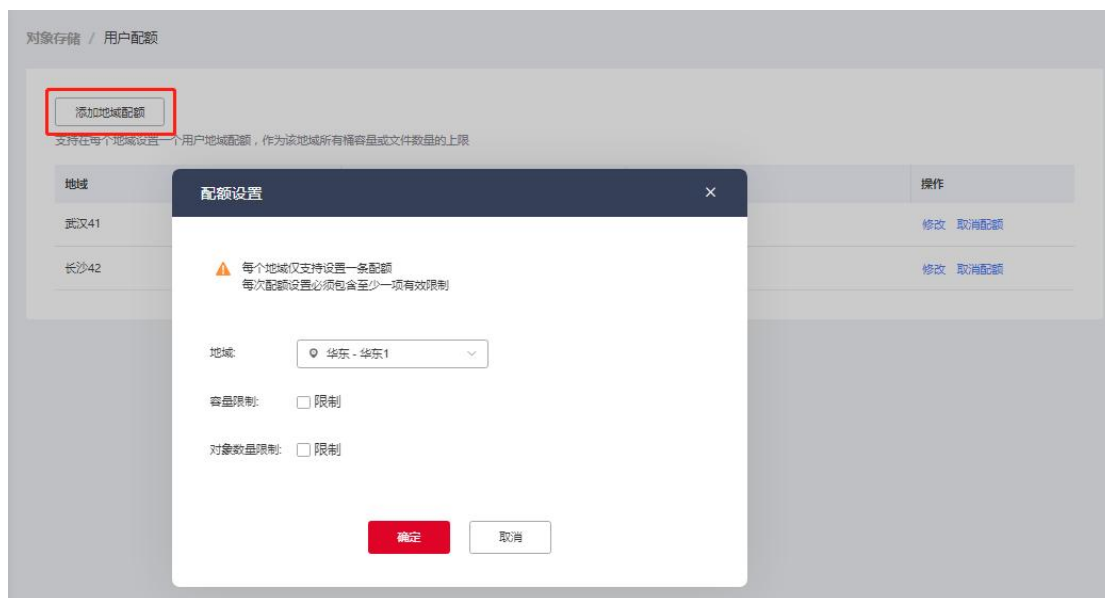 对象存储 / 用户配额
添加地域配额
支持在每个地域设置一个用户地域配额，作为该地域所有桶容量或文件数量的上限
地域
操作
武汉41
修改 取消配额
长沙42
修改 取消配额
配额设置
每个地域仅支持设置一条配额
每次配额设置必须包含至少一项有效限制
地域:
华东 - 华东1
容量限制: 限制
对象数量限制: 限制
确定
取消